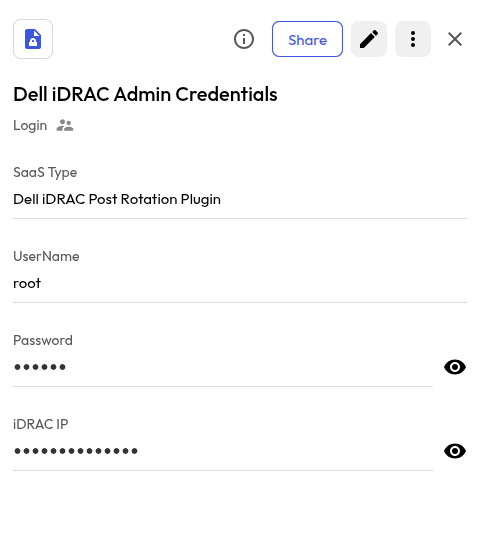 Share
Dell iDRAC Admin Credentials
Login
SaaS Type
Dell iDRAC Post Rotation Plugin
UserName
root
Password
••••••
iDRAC IP
••••••••••••••